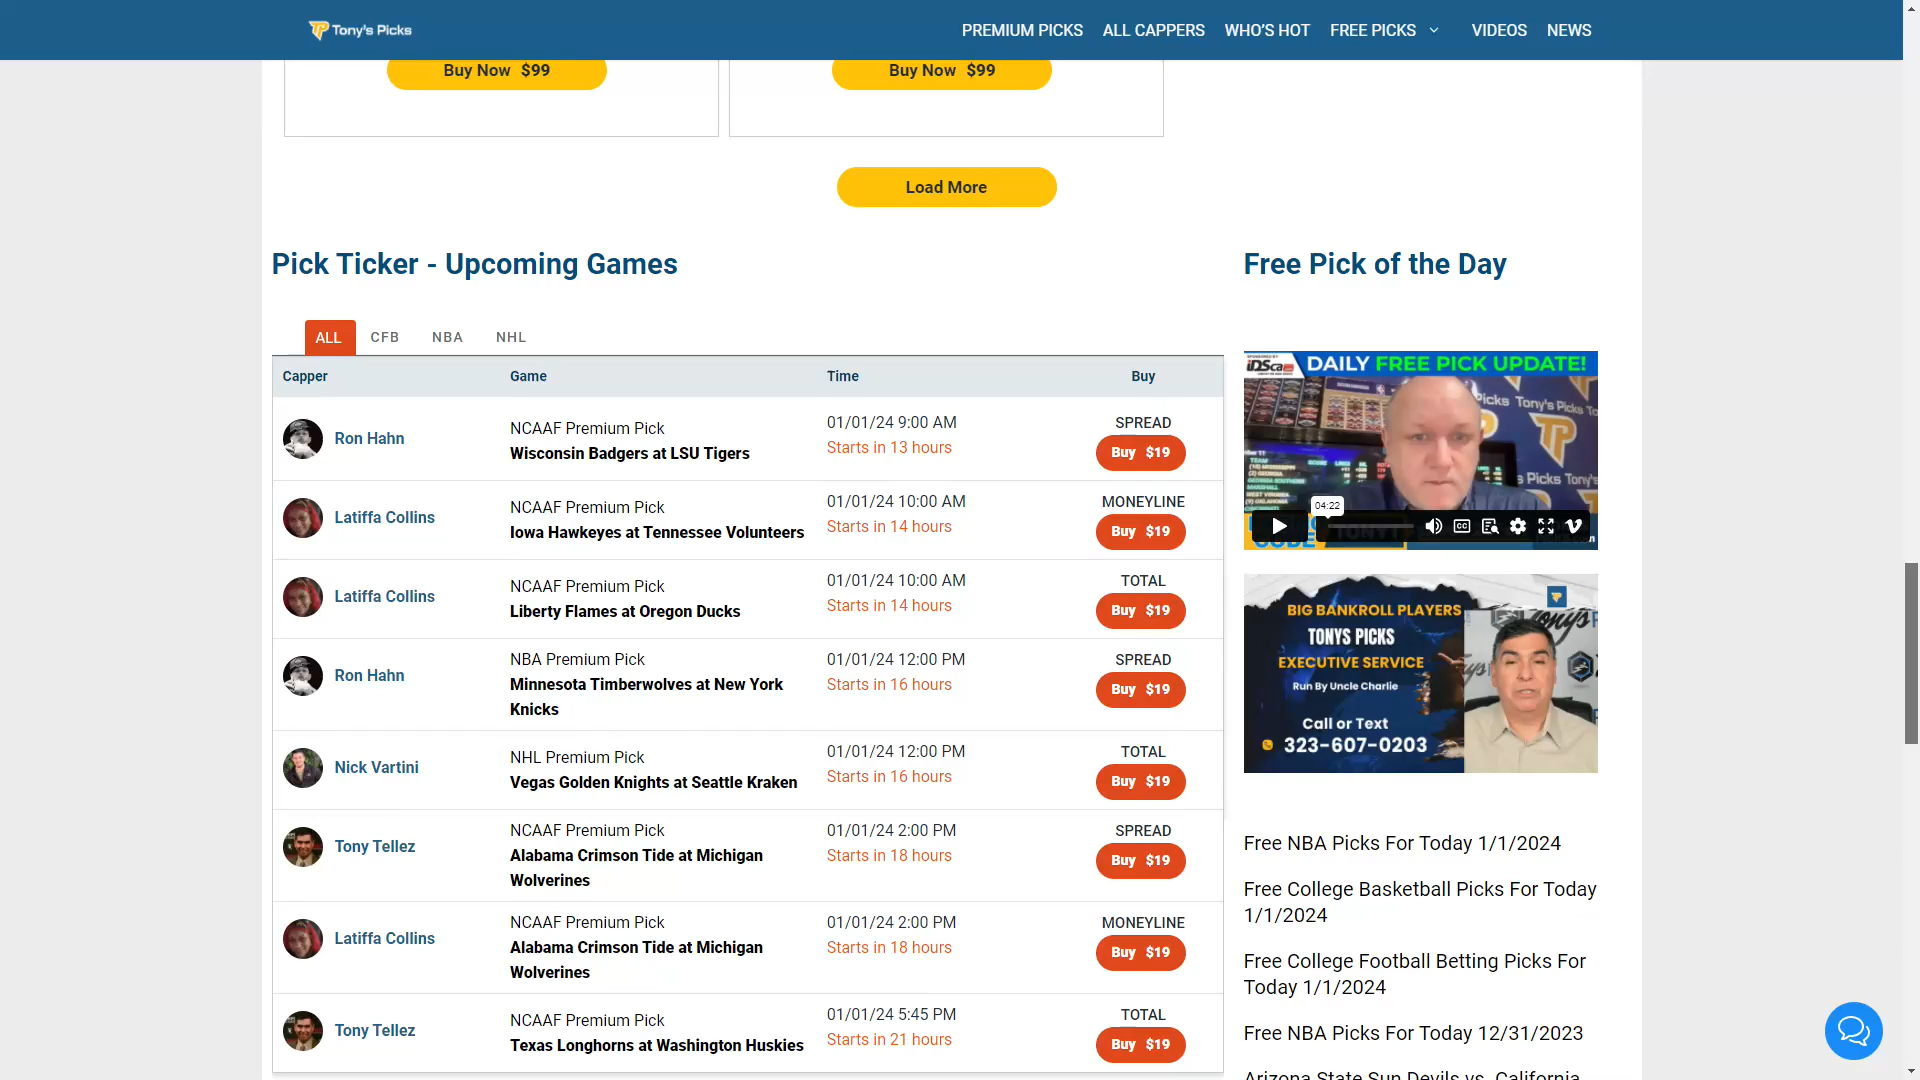 Tony's Picks
PREMIUM PICKS
ALL CAPPERS
WHO'S HOT
FREE PICKS
VIDEOS
NEWS
Buy Now $99
Buy Now $99
Load More
Pick Ticker - Upcoming Games
ALL
CFB
NBA
NHL
Capper
Game
Time
Buy
Ron Hahn
NCAAF Premium Pick
Wisconsin Badgers at LSU Tigers
01/01/24 9:00 AM
Starts in 13 hours
SPREAD
Buy $19
Latiffa Collins
NCAAF Premium Pick
Iowa Hawkeyes at Tennessee Volunteers
01/01/24 10:00 AM
Starts in 14 hours
MONEYLINE
Buy $19
Latiffa Collins
NCAAF Premium Pick
Liberty Flames at Oregon Ducks
01/01/24 10:00 AM
Starts in 14 hours
TOTAL
Buy $19
Ron Hahn
NBA Premium Pick
Minnesota Timberwolves at New York
Knicks
01/01/24 12:00 PM
Starts in 16 hours
SPREAD
Buy $19
Nick Vartini
NHL Premium Pick
Vegas Golden Knights at Seattle Kraken
01/01/24 12:00 PM
Starts in 16 hours
TOTAL
Buy $19
Tony Tellez
NCAAF Premium Pick
Alabama Crimson Tide at Michigan
Wolverines
01/01/24 2:00 PM
Starts in 18 hours
SPREAD
Buy $19
Latiffa Collins
NCAAF Premium Pick
Alabama Crimson Tide at Michigan
Wolverines
01/01/24 2:00 PM
Starts in 18 hours
MONEYLINE
Buy $19
Tony Tellez
NCAAF Premium Pick
Texas Longhorns at Washington Huskies
01/01/24 5:45 PM
Starts in 21 hours
TOTAL
Buy $19
Free Pick of the Day
DAILY FREE PICK UPDATE!
Picks Tony's Picks
TP
04:22
CC
BIG BANKROLL PLAYERS
TONYS PICKS
EXECUTIVE SERVICE
Run By Uncle Charlie
Call or Text
323-607-0203
Free NBA Picks For Today 1/1/2024
Free College Basketball Picks For Today
1/1/2024
Free College Football Betting Picks For
Today 1/1/2024
Free NBA Picks For Today 12/31/2023
Arizona State Sun Devils vs. California